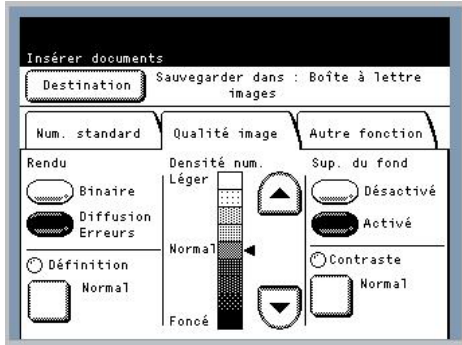 Insérer documents
Destination
Sauvegarder dans : Boîte à lettre
images
Num. standard
Qualité image
Autre fonction
Rendu
Binaire
Diffusion
Erreurs
Définition
Normal
Densité num.
Léger
Normal
Foncé
Sup. du fond
Désactivé
Activé
Contraste
Normal